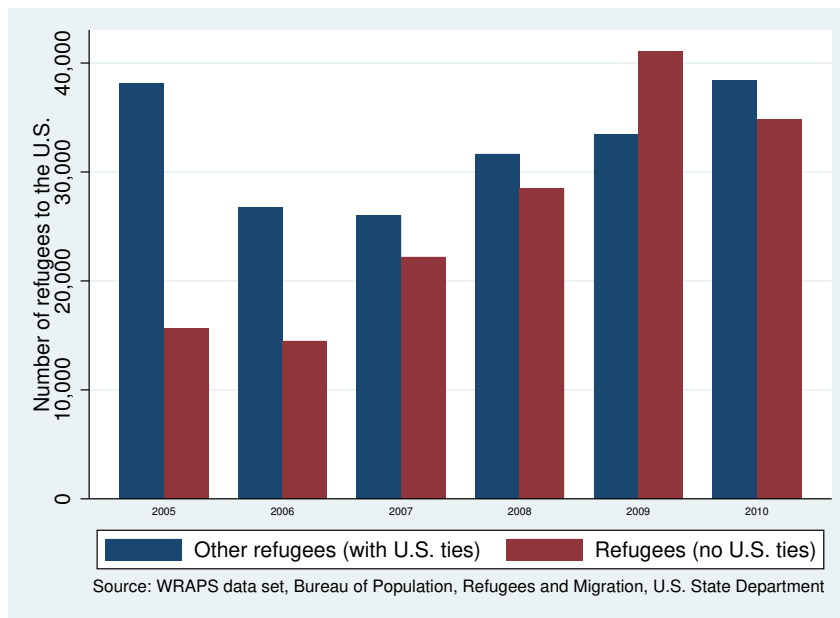 Number of refugees to the U.S.
40,000
30,000
20,000
10,000
0
2005 2006 2007 2008 2009 2010
Other refugees (with U.S. ties) Refugees (no U.S. ties)
Source: WRAPS data set, Bureau of Population, Refugees and Migration, U.S. State Department